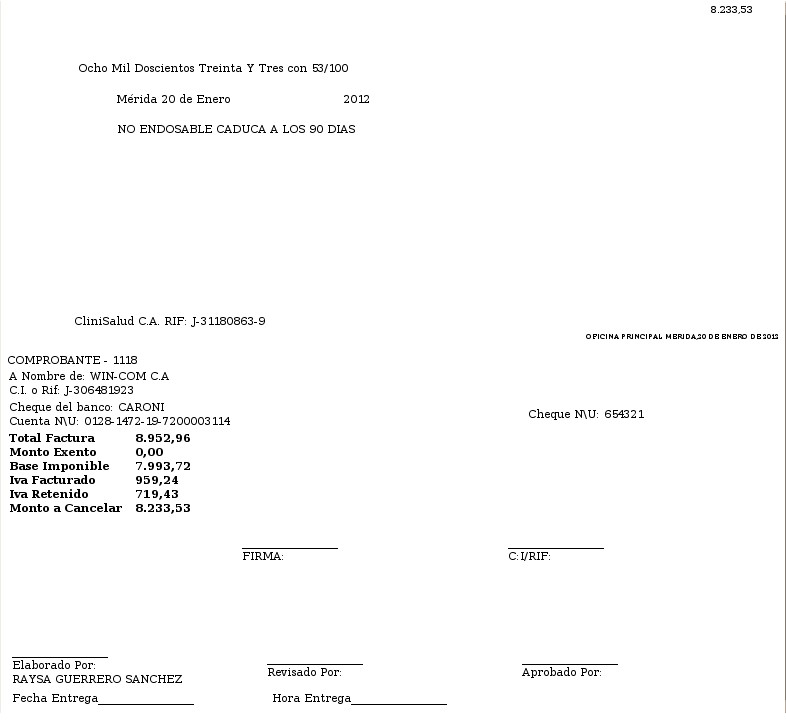 8.233,53
Ocho Mil Doscientos Treinta Y Tres con 53/100
Mérida 20 de Enero 2012
NO ENDOSABLE CADUCA A LOS 90 DIAS
CliniSalud C.A. RIF: J-31180863-9
OFICINA PRINCIPAL MERIDA,20 DE ENERO DE 2012
COMPROBANTE - 1118
A Nombre de: WIN-COM C.A
C.I. o Rif: J-306481923
Cheque del banco: CARONI
Cheque N\U: 654321
Cuenta N\U: 0128-1472-19-7200003114
Total Factura 8.952,96
Monto Exento 0,00
Base Imponible 7.993,72
Iva Facturado 959,24
Iva Retenido 719,43
Monto a Cancelar 8.233,53
FIRMA: C:I/RIF:
Elaborado Por:
Revisado Por: Aprobado Por:
RAYSA GUERRERO SANCHEZ
Fecha Entrega________________ Hora Entrega________________